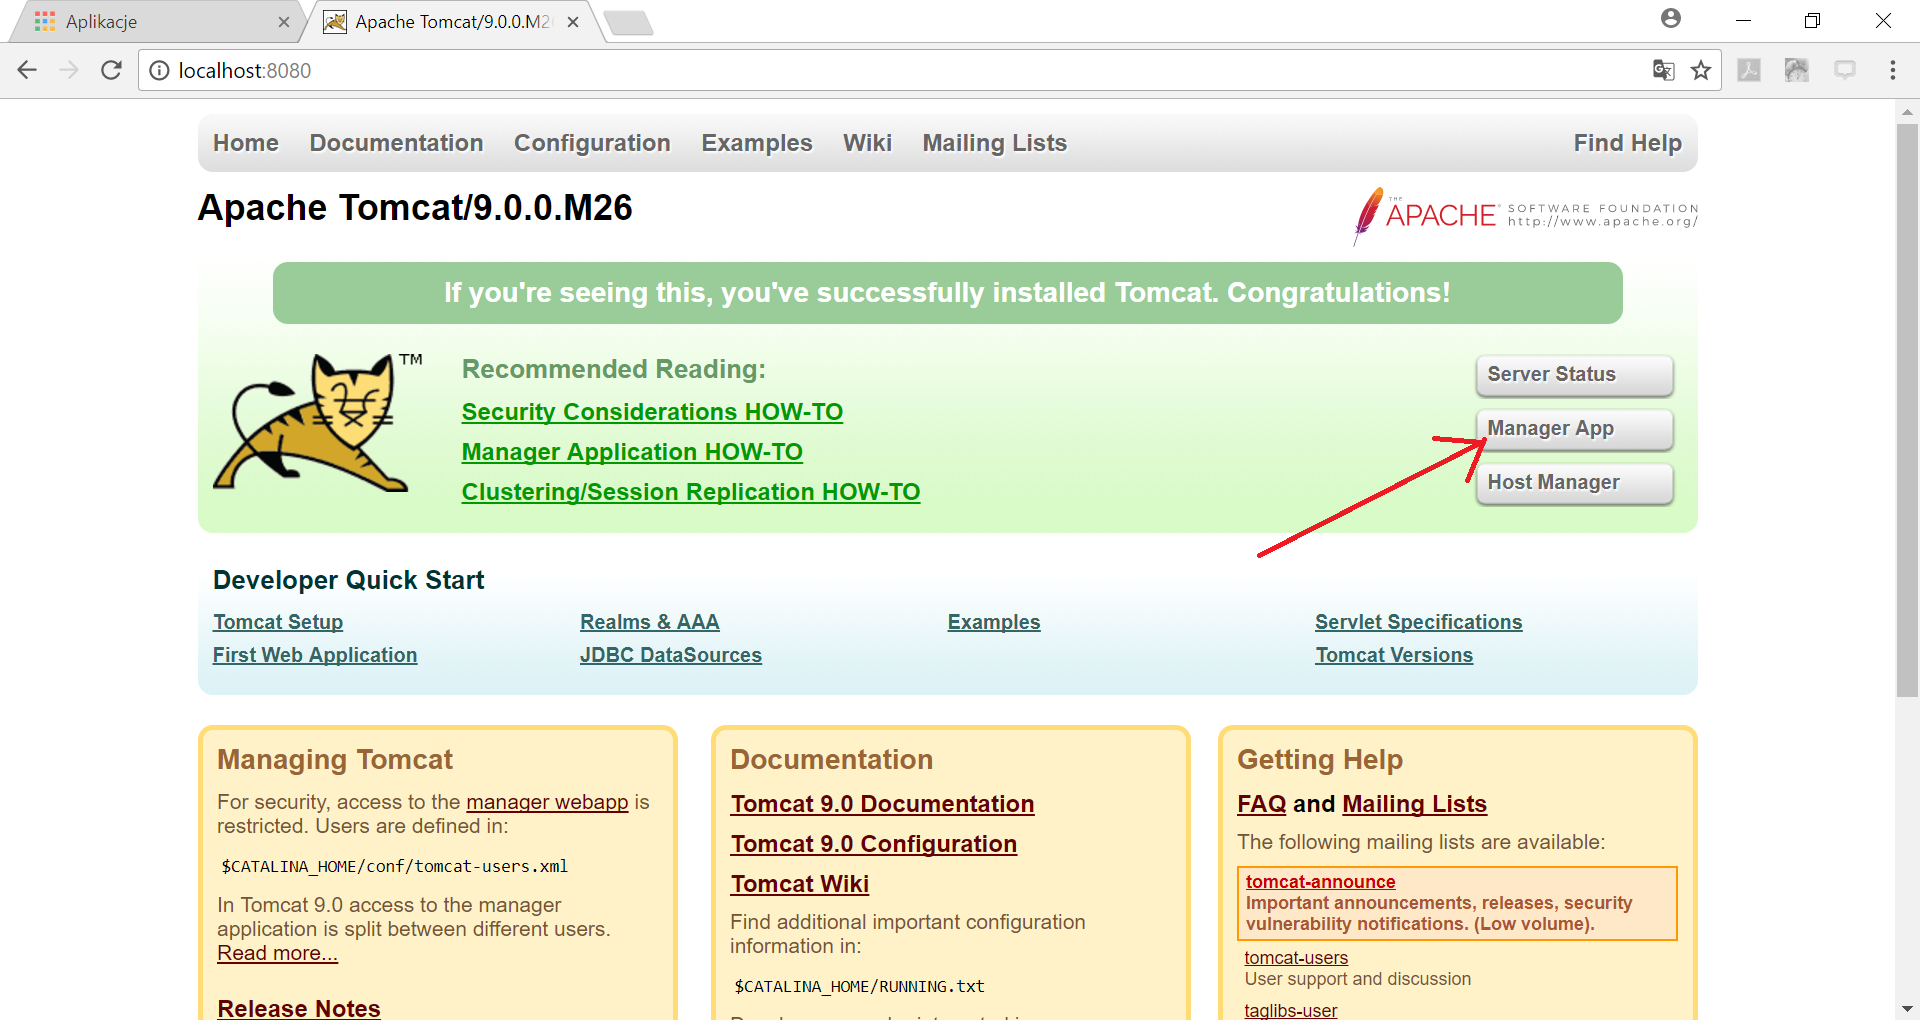 Aplikacje
Apache Tomcat/9.0.0.M26
localhost:8080
Home Documentation Configuration Examples Wiki Mailing Lists Find Help
Apache Tomcat/9.0.0.M26
THE APACHE® SOFTWARE FOUNDATION
http://www.apache.org/
If you're seeing this, you've successfully installed Tomcat. Congratulations!
TM
Recommended Reading:
Security Considerations HOW-TO
Manager Application HOW-TO
Clustering/Session Replication HOW-TO
Server Status
Manager App
Host Manager
Developer Quick Start
Tomcat Setup
First Web Application
Realms & AAA
JDBC DataSources
Examples
Servlet Specifications
Tomcat Versions
Managing Tomcat
For security, access to the manager webapp is
restricted. Users are defined in:
$CATALINA_HOME/conf/tomcat-users.xml
In Tomcat 9.0 access to the manager
application is split between different users.
Read more...
Release Notes
Documentation
Tomcat 9.0 Documentation
Tomcat 9.0 Configuration
Tomcat Wiki
Find additional important configuration
information in:
$CATALINA_HOME/RUNNING.txt
Getting Help
FAQ and Mailing Lists
The following mailing lists are available:
tomcat-announce
Important announcements, releases, security
vulnerability notifications. (Low volume).
tomcat-users
User support and discussion
taglibs-user